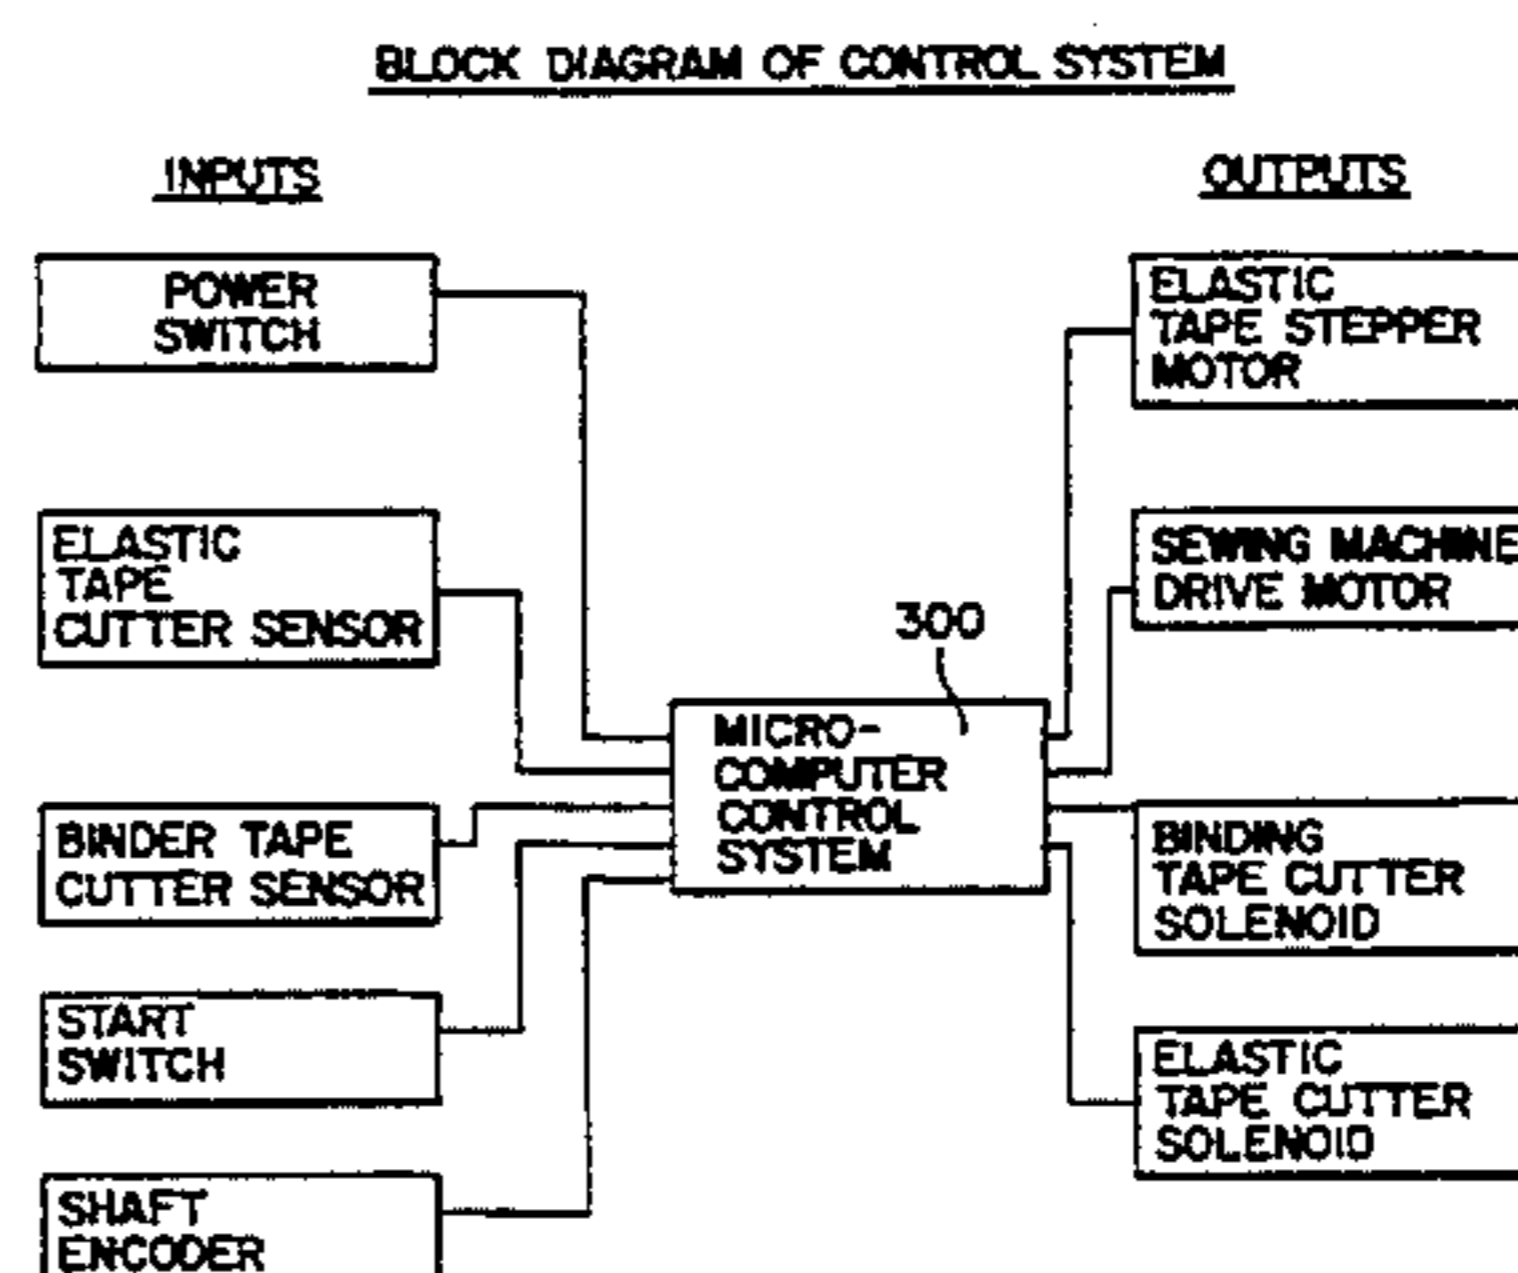 BLOCK DIAGRAM OF CONTROL SYSTEM
INPUTS
OUTPUTS
POWER
SWITCH
ELASTIC
TAPE
CUTTER SENSOR
BINDER TAPE
CUTTER SENSOR
START
SWITCH
SHAFT
ENCODER
300
MICRO-
COMPUTER
CONTROL
SYSTEM
ELASTIC
TAPE STEPPER
MOTOR
SEWING MACHINE
DRIVE MOTOR
BINDING
TAPE CUTTER
SOLENOID
ELASTIC
TAPE CUTTER
SOLENOID